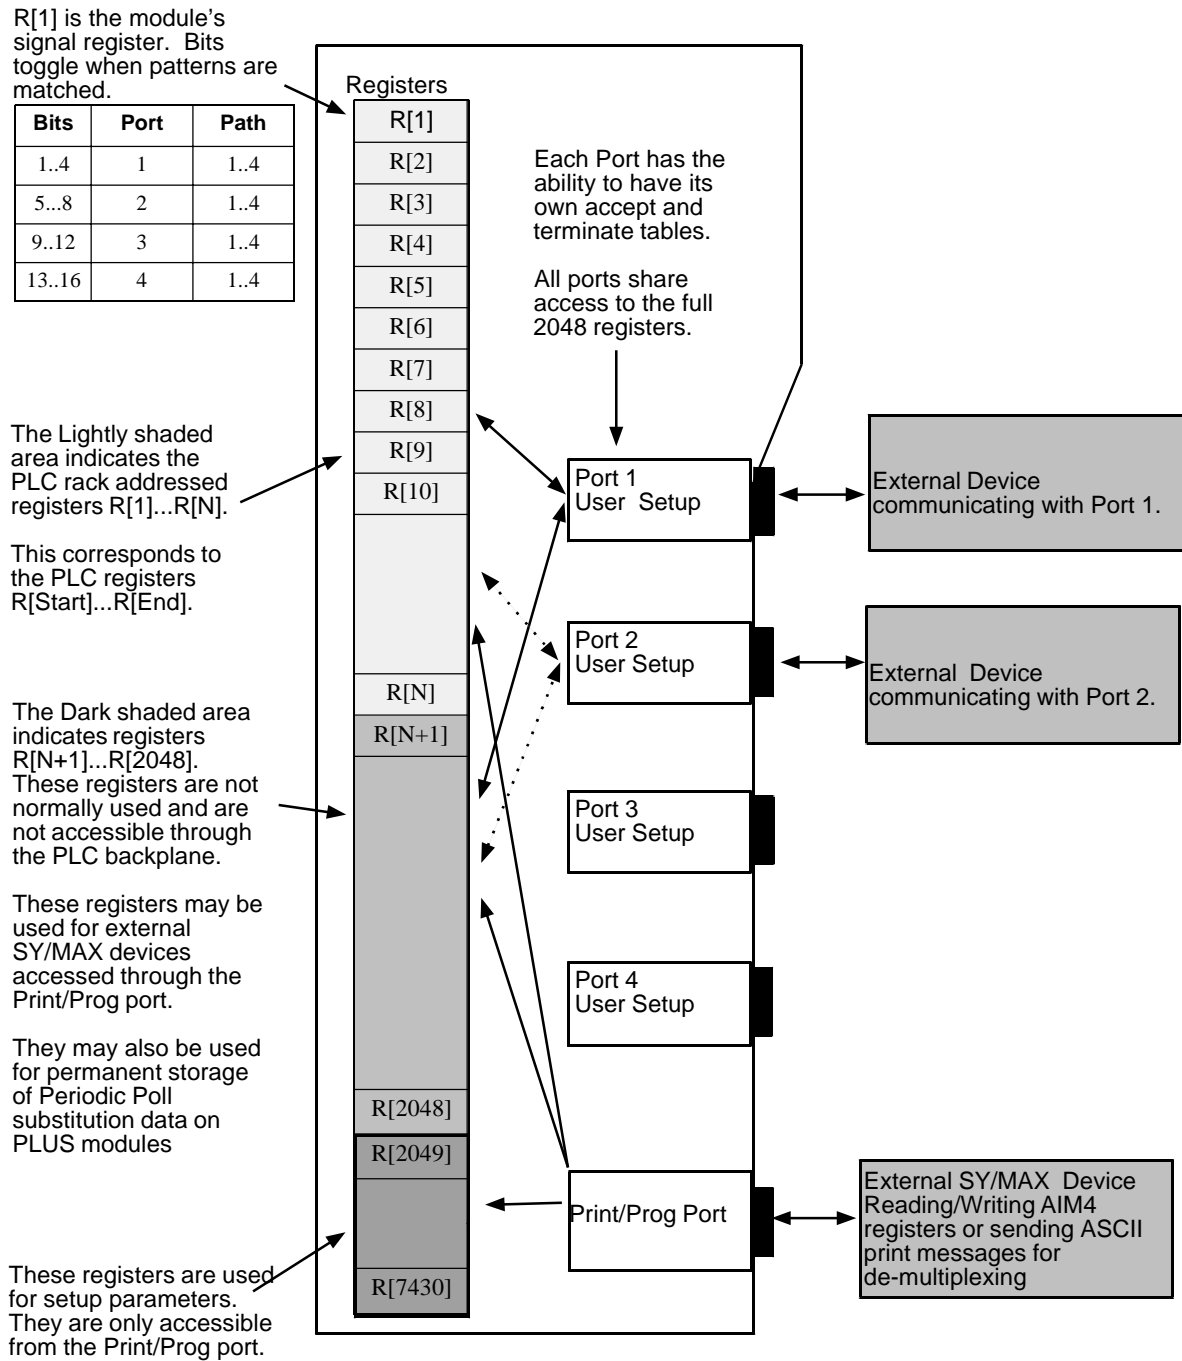 R[1] is the module's
signal register. Bits
toggle when patterns are
matched.
Bits Port Path
1..4 1 1..4
5...8 2 1..4
9..12 3 1..4
13..16 4 1..4
The Lightly shaded
area indicates the
PLC rack addressed
registers R[1]...R[N].
This corresponds to
the PLC registers
R[Start]...R[End].
The Dark shaded area
indicates registers
R[N+1]...R[2048].
These registers are not
normally used and are
not accessible through
the PLC backplane.
These registers may be
used for external
SY/MAX devices
accessed through the
Print/Prog port.
They may also be used
for permanent storage
of Periodic Poll
substitution data on
PLUS modules
These registers are used
for setup parameters.
They are only accessible
from the Print/Prog port.
Registers
R[1]
R[2]
R[3]
R[4]
R[5]
R[6]
R[7]
R[8]
R[9]
R[10]
R[N]
R[N+1]
R[2048]
R[2049]
R[7430]
Each Port has the
ability to have its
own accept and
terminate tables.
All ports share
access to the full
2048 registers.
Port 1
User Setup
Port 2
User Setup
Port 3
User Setup
Port 4
User Setup
Print/Prog Port
External Device
communicating with Port 1.
External Device
communicating with Port 2.
External SY/MAX Device
Reading/Writing AIM4
registers or sending ASCII
print messages for
de-multiplexing